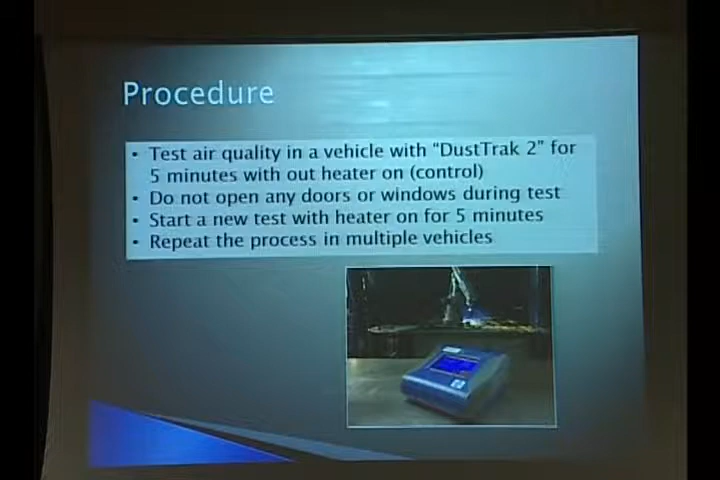 Procedure
• Test air quality in a vehicle with “DustTrak 2” for
5 minutes with out heater on (control)
• Do not open any doors or windows during test
• Start a new test with heater on for 5 minutes
• Repeat the process in multiple vehicles